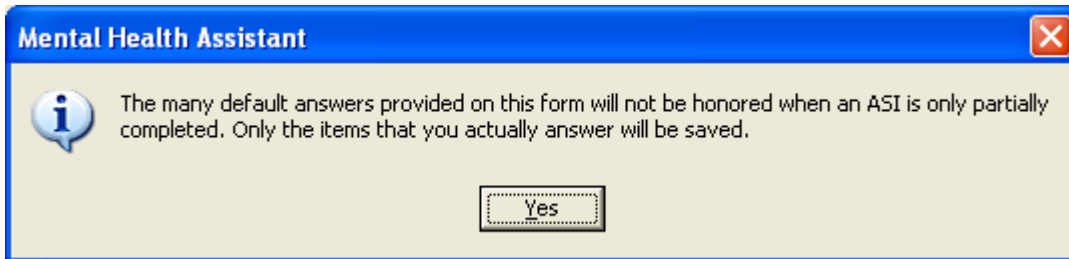 Mental Health Assistant
The many default answers provided on this form will not be honored when an ASI is only partially
completed. Only the items that you actually answer will be saved.
Yes